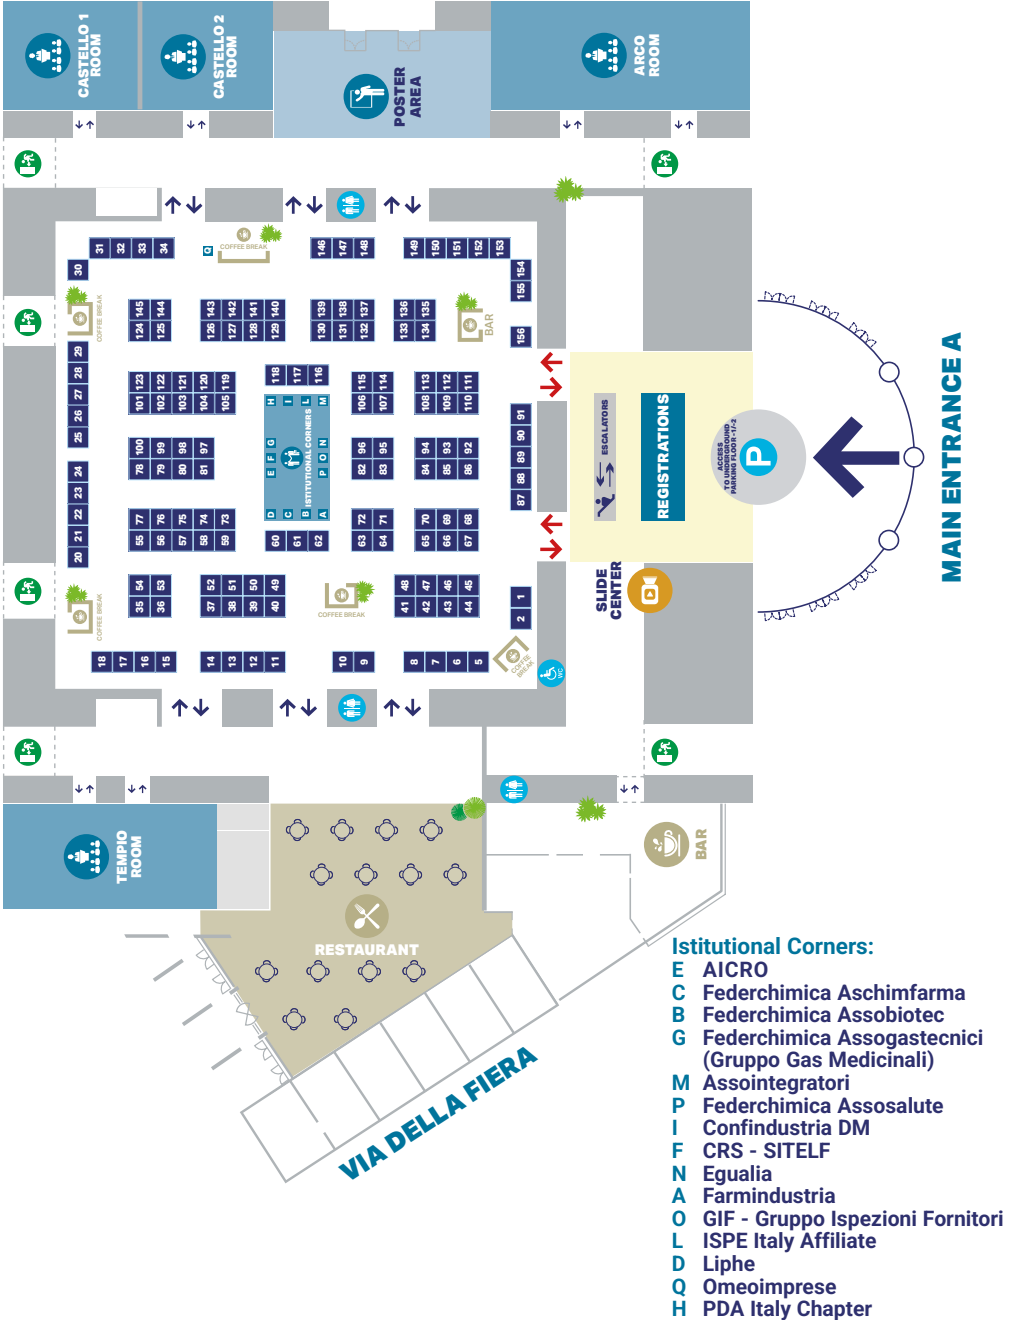 CASTELLO 1
ROOM
CASTELLO 2
ROOM
POSTER
AREA
ARCO
ROOM
Q
COFFEE BREAK
31 32 33 34
146 147 148
149 150 151 152 153
30
154
155
COFFEE BREAK
145 144
143 142 141 140
139 138 137
136 135
124 125
126 127 128 129
130 131 132
133 134
BAR
156
29
28
27
26
25
123 122 121 120 119
118 117 116
115 114
113 112 111
101 102 103 104 105
106 107
108 109 110
H I L M
ISTITUTIONAL CORNERS
G N
F O
E P
D C B A
100 99 98 97
96 95
94 93 92
78 79 80 81
82 83
84 85 86
91
90
89
88
87
24
23
22
21
20
77 76 75 74 73
72 71
70 69 68
55 56 57 58 59
60 61 62
63 64
65 66 67
54 53
52 51 50 49
48 47 46 45
35 36
37 38 39 40
41 42 43 44
COFFEE BREAK
COFFEE BREAK
1
2
18 17 16 15
14 13 12 11
10 9
8 7 6 5
COFFEE
BREAK
WC
ESCALATORS
REGISTRATIONS
ACCESS
TO UNDERGROUND
PARKING FLOOR -1/-2
P
MAIN ENTRANCE A
SLIDE
CENTER
TEMPIO
ROOM
RESTAURANT
BAR
VIA DELLA FIERA
Istitutional Corners:
E AICRO
C Federchimica Aschimfarma
B Federchimica Assobiotec
G Federchimica Assogastecnici
(Gruppo Gas Medicinali)
M Assointegratori
P Federchimica Assosalute
I Confindustria DM
F CRS - SITELF
N Egualia
A Farmindustria
O GIF - Gruppo Ispezioni Fornitori
L ISPE Italy Affiliate
D Liphe
Q Omeoimprese
H PDA Italy Chapter